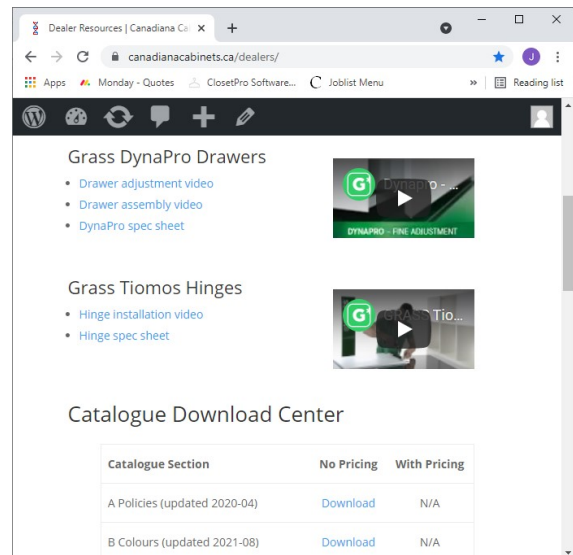 Dealer Resources | Canadiana Ca
canadianacabinets.ca/dealers/
J
Apps Monday - Quotes ClosetPro Software... Joblist Menu » Reading list
Grass DynaPro Drawers
• Drawer adjustment video
• Drawer assembly video
• DynaPro spec sheet
G Dynapro - ...
DYNAPRO - FINE ADJUSTMENT
Grass Tiomos Hinges
• Hinge installation video
• Hinge spec sheet
G GRASS Tio...
Catalogue Download Center
Catalogue Section No Pricing With Pricing
A Policies (updated 2020-04) Download N/A
B Colours (updated 2021-08) Download N/A